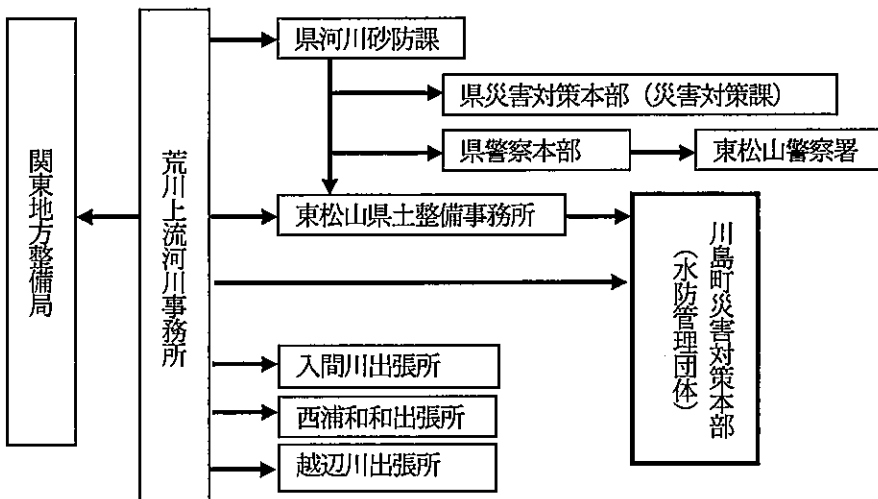 関東地方整備局
荒川上流河川事務所
県河川砂防課
県災害対策本部（災害対策課）
県警察本部
東松山警察署
東松山県土整備事務所
川島町災害対策本部
（水防管理団体）
入間川出張所
西浦和和出張所
越辺川出張所